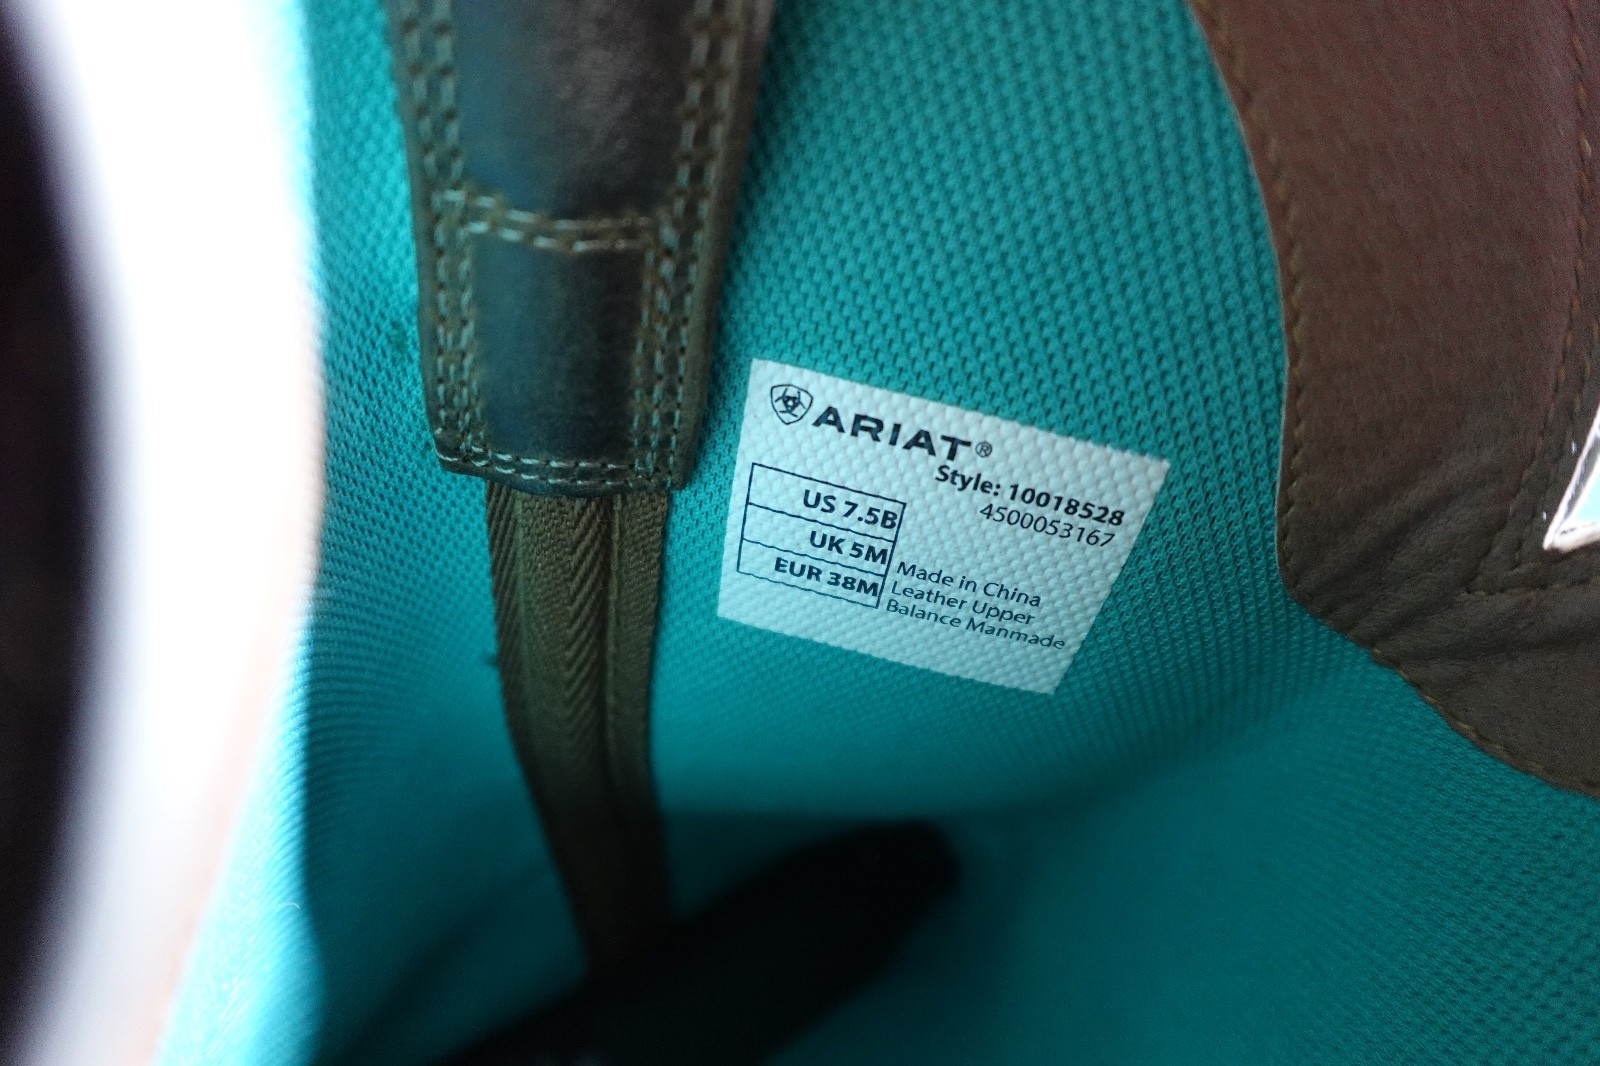 ARIAT®
Style: 10018528
4500053167
US 7.5B
UK 5M
EUR 38M
Made in China
Leather Upper
Balance Manmade